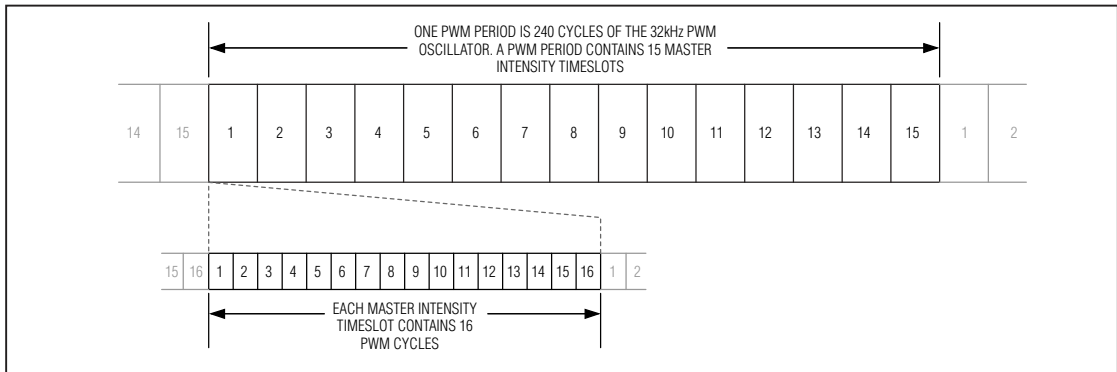 ONE PWM PERIOD IS 240 CYCLES OF THE 32kHz PWM
OSCILLATOR. A PWM PERIOD CONTAINS 15 MASTER
INTENSITY TIMESLOTS
14 15 1 2 3 4 5 6 7 8 9 10 11 12 13 14 15 1 2
15 16 1 2 3 4 5 6 7 8 9 10 11 12 13 14 15 16 1 2
EACH MASTER INTENSITY
TIMESLOT CONTAINS 16
PWM CYCLES